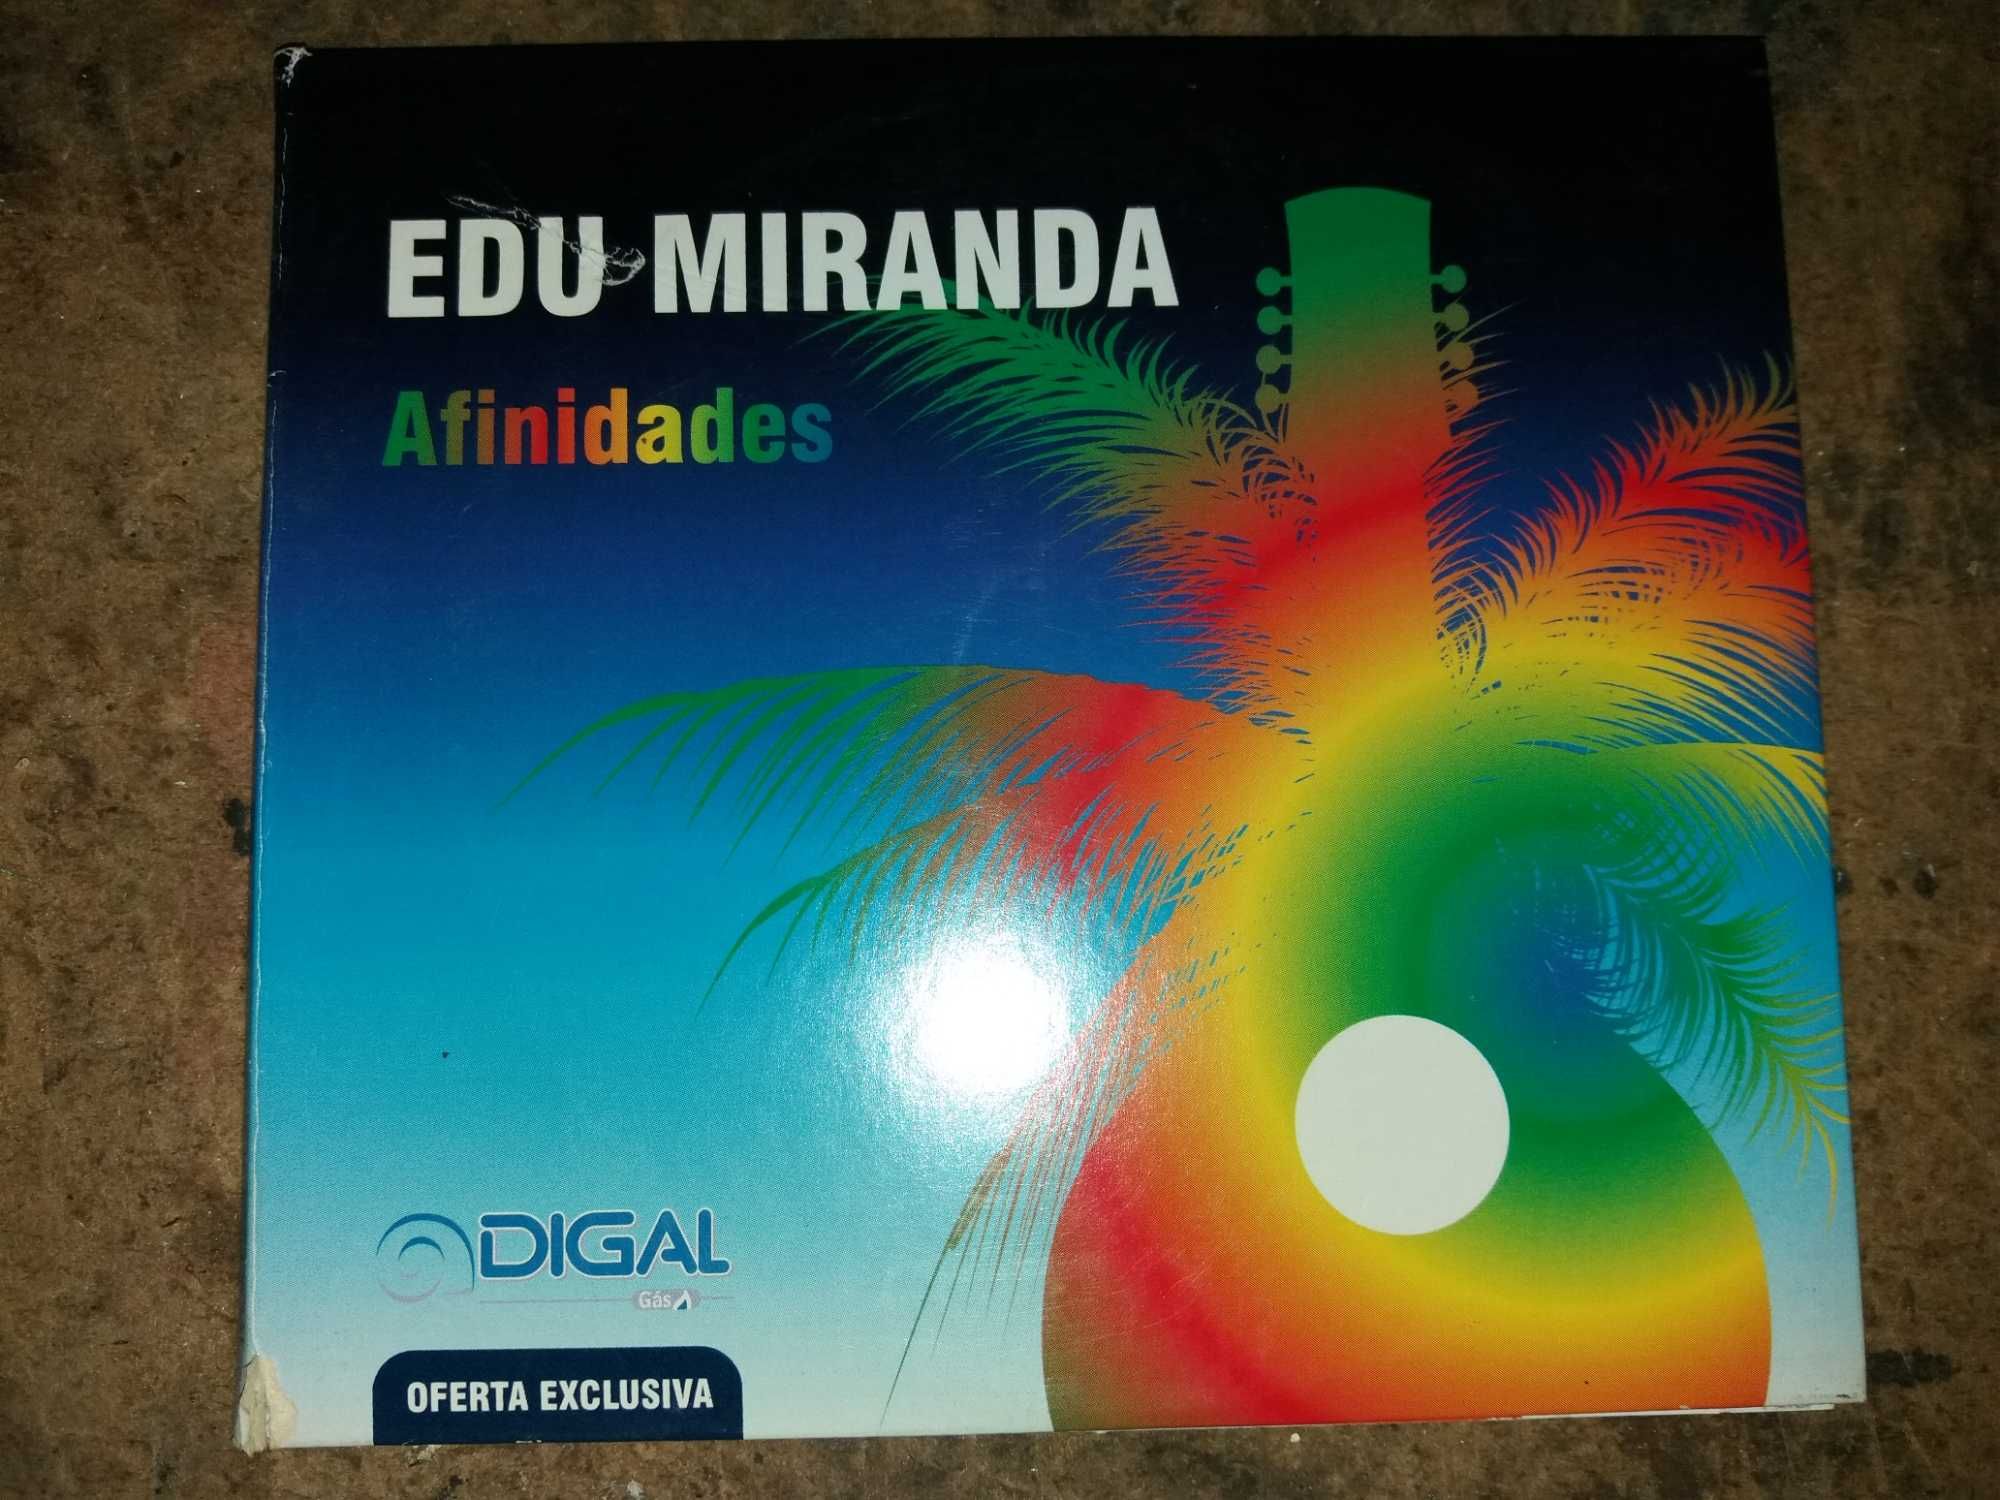 EDU MIRANDA
Afinidades
DIGAL
Gás
OFERTA EXCLUSIVA